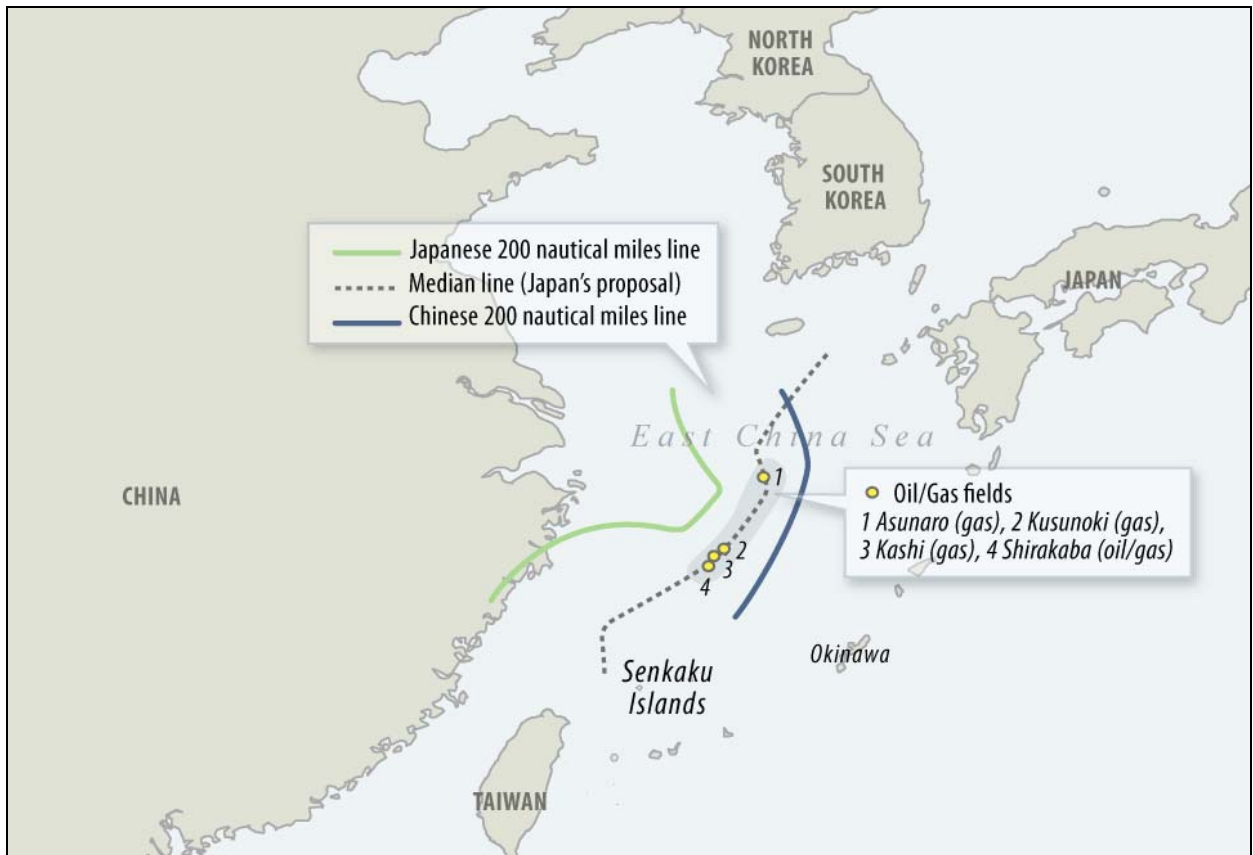 NORTH
KOREA
SOUTH
KOREA
Japanese 200 nautical miles line
Median line (Japan's proposal)
Chinese 200 nautical miles line
JAPAN
East China Sea
CHINA
1
Oil/Gas fields
1 Asunaro (gas), 2 Kusunoki (gas),
3 Kashi (gas), 4 Shirakaba (oil/gas)
2
3
4
Okinawa
Senkaku
Islands
TAIWAN